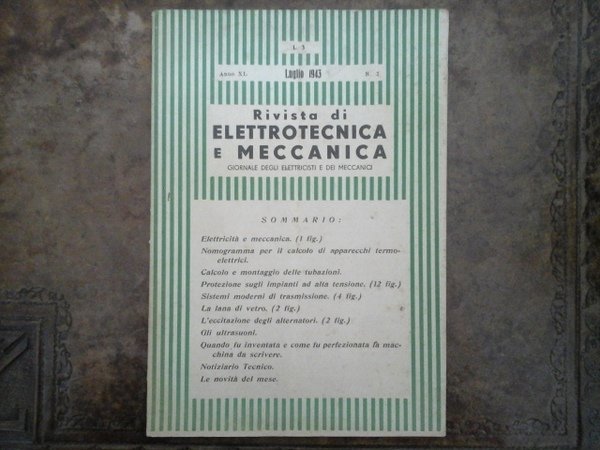 L. 3
Anno XI.
Luglio 1943
N. 2
Rivista di
ELETTROTECNICA
E MECCANICA
GIORNALE DEGLI ELETTRICISTI E DEI MECCANICI
SOMMARIO:
Elettricità e meccanica. (1 fig.)
Nomogramma per il calcolo di apparecchi termo-
elettrici.
Calcolo e montaggio delle tubazioni.
Protezione sugli impianti ad alta tensione. (12 fig.)
Sistemi moderni di trasmissione. (4 fig.)
La lana di vetro. (2 fig.)
L'eccitazione degli alternatori. (2 fig.)
Gli ultrasuoni.
Quando fu inventata e come fu perfezionata la mac-
china da scrivere.
Notiziario Tecnico.
Le novità del mese.